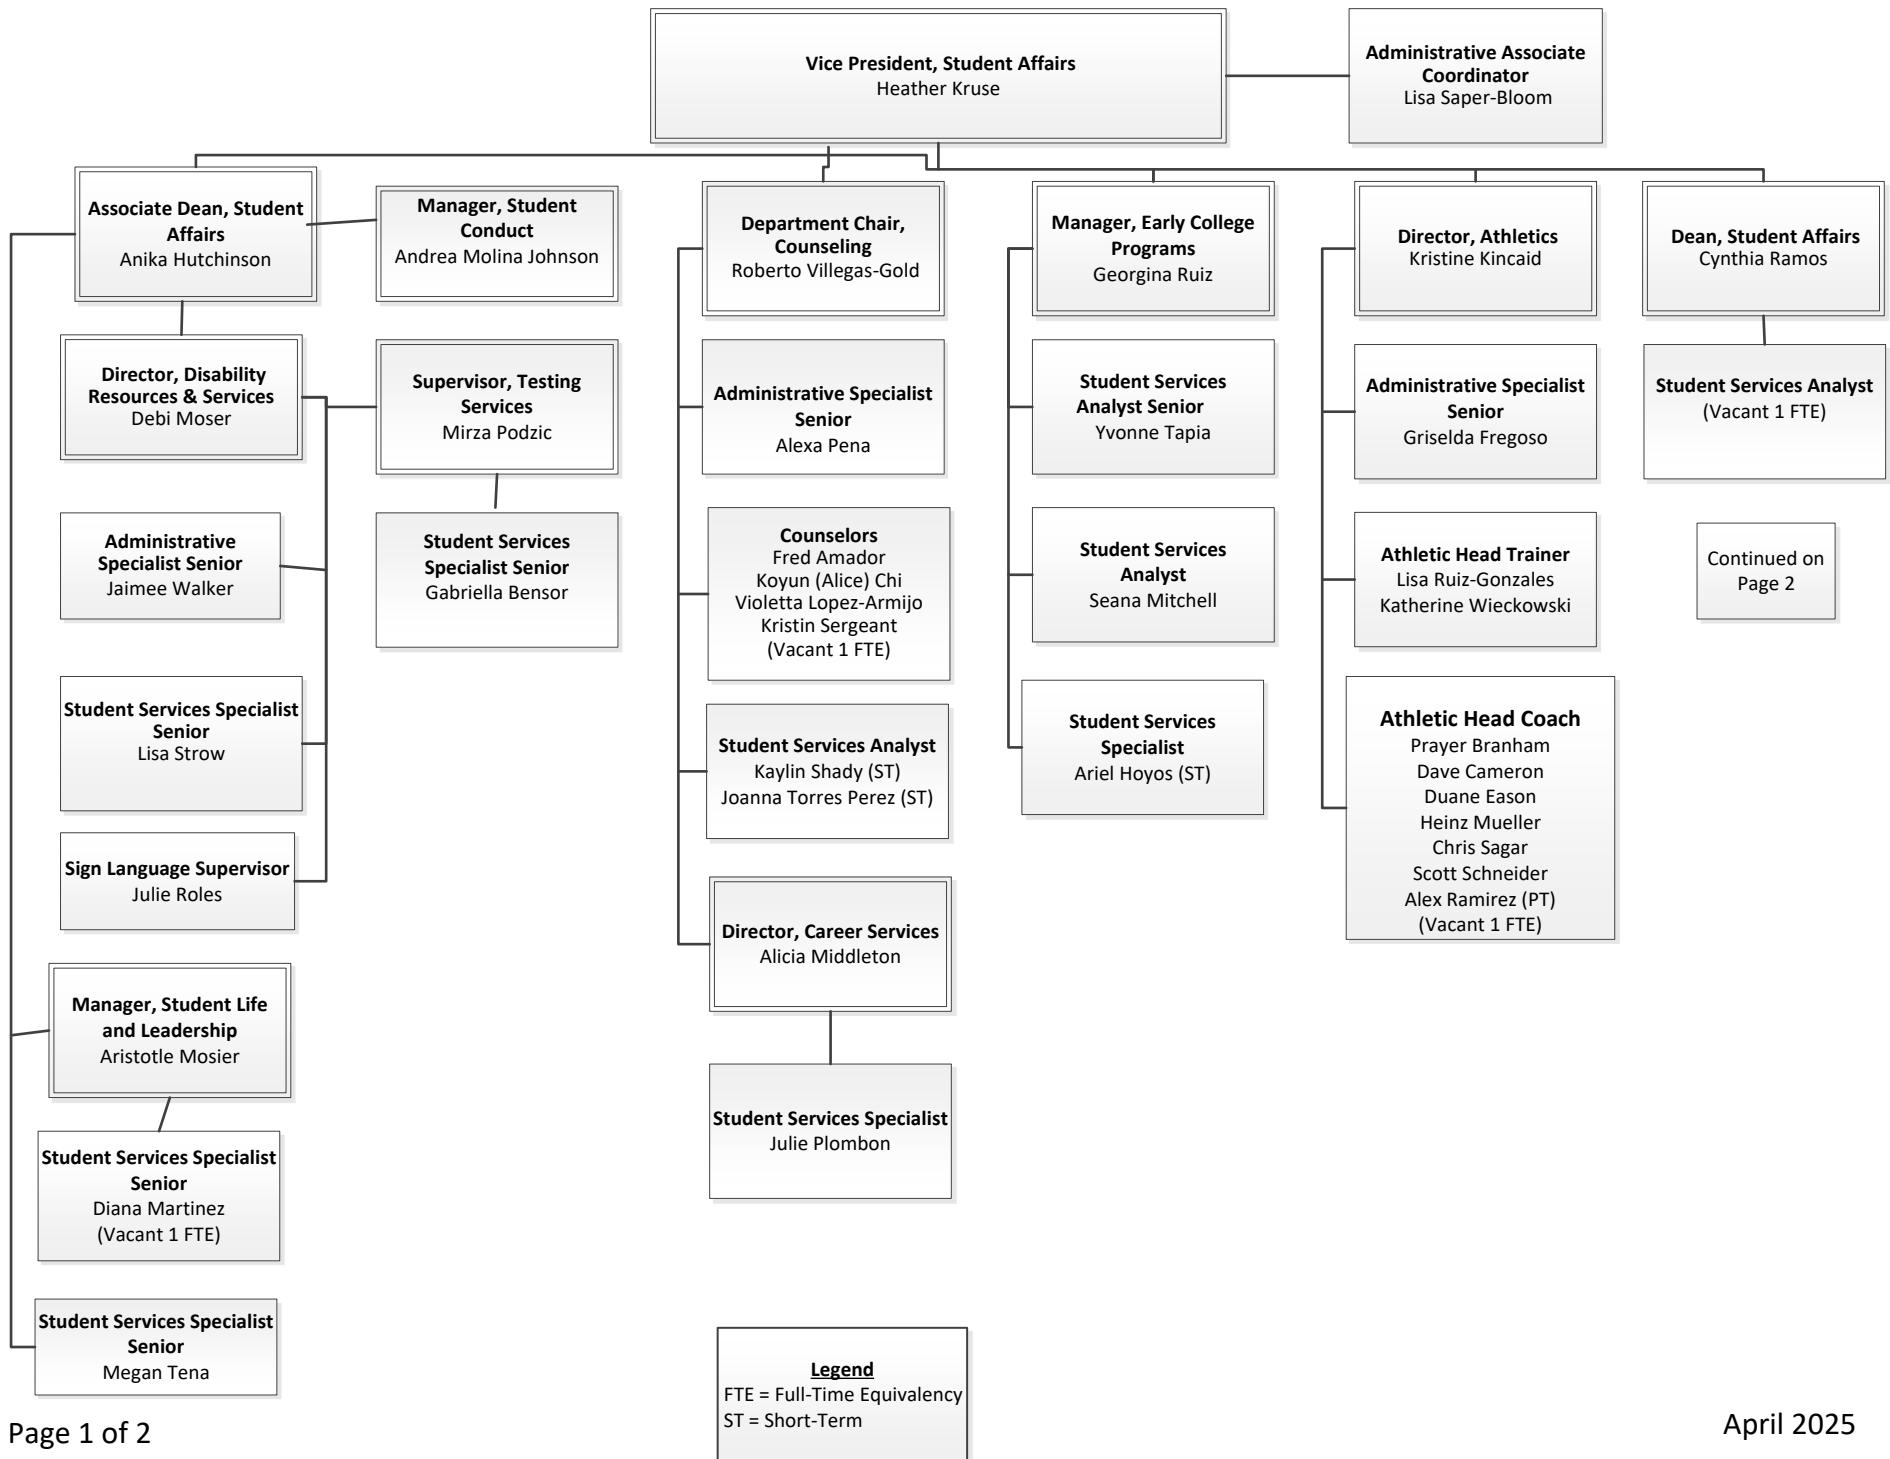 Vice President, Student Affairs
Heather Kruse
Administrative Associate
Coordinator
Lisa Saper-Bloom
Associate Dean, Student
Affairs
Anika Hutchinson
Manager, Student
Conduct
Andrea Molina Johnson
Department Chair,
Counseling
Roberto Villegas-Gold
Manager, Early College
Programs
Georgina Ruiz
Director, Athletics
Kristine Kincaid
Dean, Student Affairs
Cynthia Ramos
Director, Disability
Resources & Services
Debi Moser
Supervisor, Testing
Services
Mirza Podzic
Administrative Specialist
Senior
Alexa Pena
Student Services
Analyst Senior
Yvonne Tapia
Administrative Specialist
Senior
Griselda Fregoso
Student Services Analyst
(Vacant 1 FTE)
Administrative
Specialist Senior
Jaimee Walker
Student Services
Specialist Senior
Gabriella Bensor
Counselors
Fred Amador
Koyun (Alice) Chi
Violetta Lopez-Armijo
Kristin Sergeant
(Vacant 1 FTE)
Student Services
Analyst
Seana Mitchell
Athletic Head Trainer
Lisa Ruiz-Gonzales
Katherine Wieckowski
Continued on
Page 2
Student Services Specialist
Senior
Lisa Strow
Student Services Analyst
Kaylin Shady (ST)
Joanna Torres Perez (ST)
Student Services
Specialist
Ariel Hoyos (ST)
Athletic Head Coach
Prayer Branham
Dave Cameron
Duane Eason
Heinz Mueller
Chris Sagar
Scott Schneider
Alex Ramirez (PT)
(Vacant 1 FTE)
Sign Language Supervisor
Julie Roles
Director, Career Services
Alicia Middleton
Manager, Student Life
and Leadership
Aristotle Mosier
Student Services Specialist
Julie Plombon
Student Services Specialist
Senior
Diana Martinez
(Vacant 1 FTE)
Student Services Specialist
Senior
Megan Tena
Legend
FTE = Full-Time Equivalency
ST = Short-Term
Page 1 of 2
April 2025